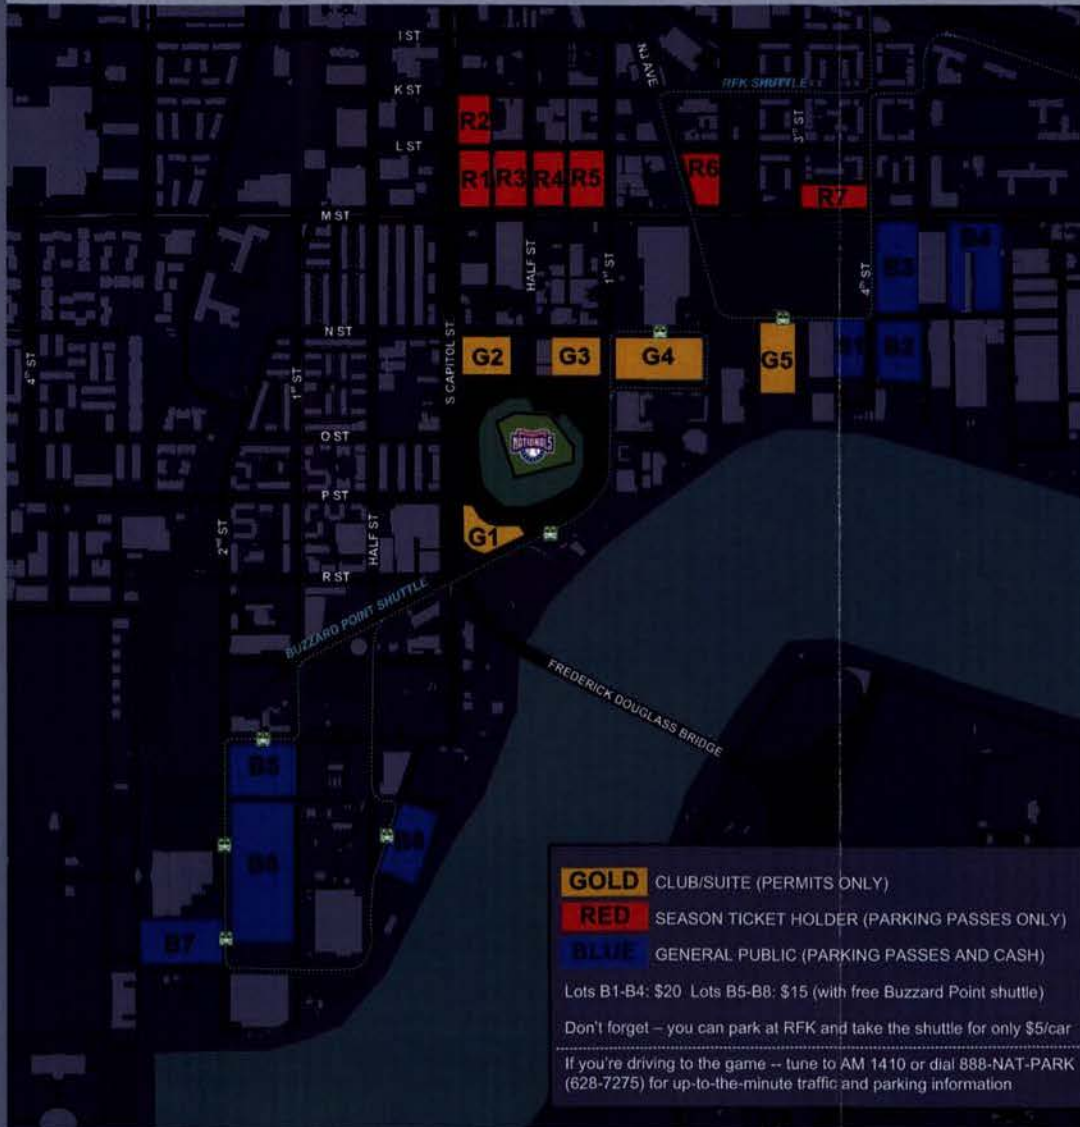 I ST
NJ AVE
K ST
RFK SHUTTLE
R2
3RD ST
L ST
R1 R3 R4 R5
R6
R7
M ST
HALF ST
1ST ST
B3
B4
4TH ST
N ST
S CAPITOL ST
G2
G3
G4
G5
B1
B2
4TH ST
1ST ST
O ST
NATIONALS
P ST
2ND ST
HALF ST
G1
R ST
BUZZARD POINT SHUTTLE
FREDERICK DOUGLASS BRIDGE
B5
B6
B8
B7
GOLD CLUB/SUITE (PERMITS ONLY)
RED SEASON TICKET HOLDER (PARKING PASSES ONLY)
BLUE GENERAL PUBLIC (PARKING PASSES AND CASH)
Lots B1-B4: $20 Lots B5-B8: $15 (with free Buzzard Point shuttle)
Don't forget – you can park at RFK and take the shuttle for only $5/car
If you're driving to the game -- tune to AM 1410 or dial 888-NAT-PARK
(628-7275) for up-to-the-minute traffic and parking information